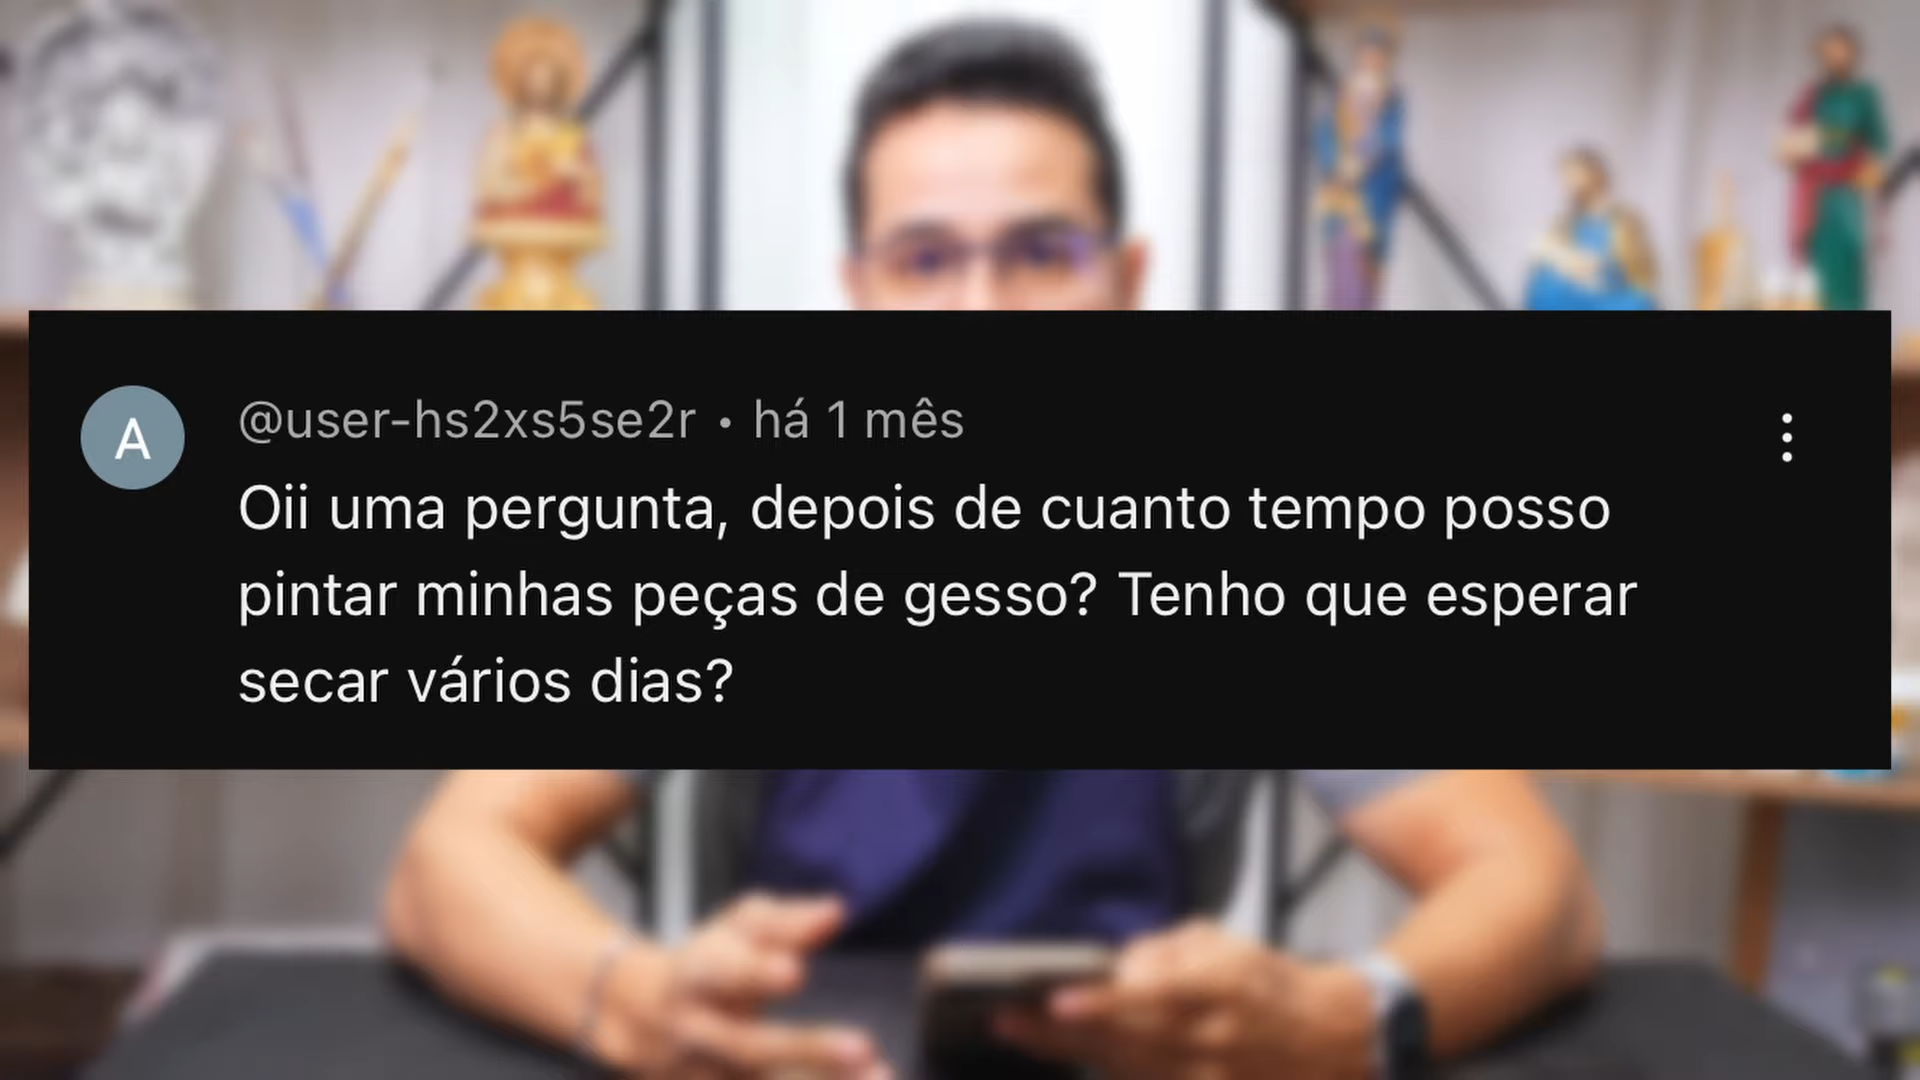 A
@user-hs2xs5se2r • há 1 mês
Oii uma pergunta, depois de cuanto tempo posso
pintar minhas peças de gesso? Tenho que esperar
secar vários dias?